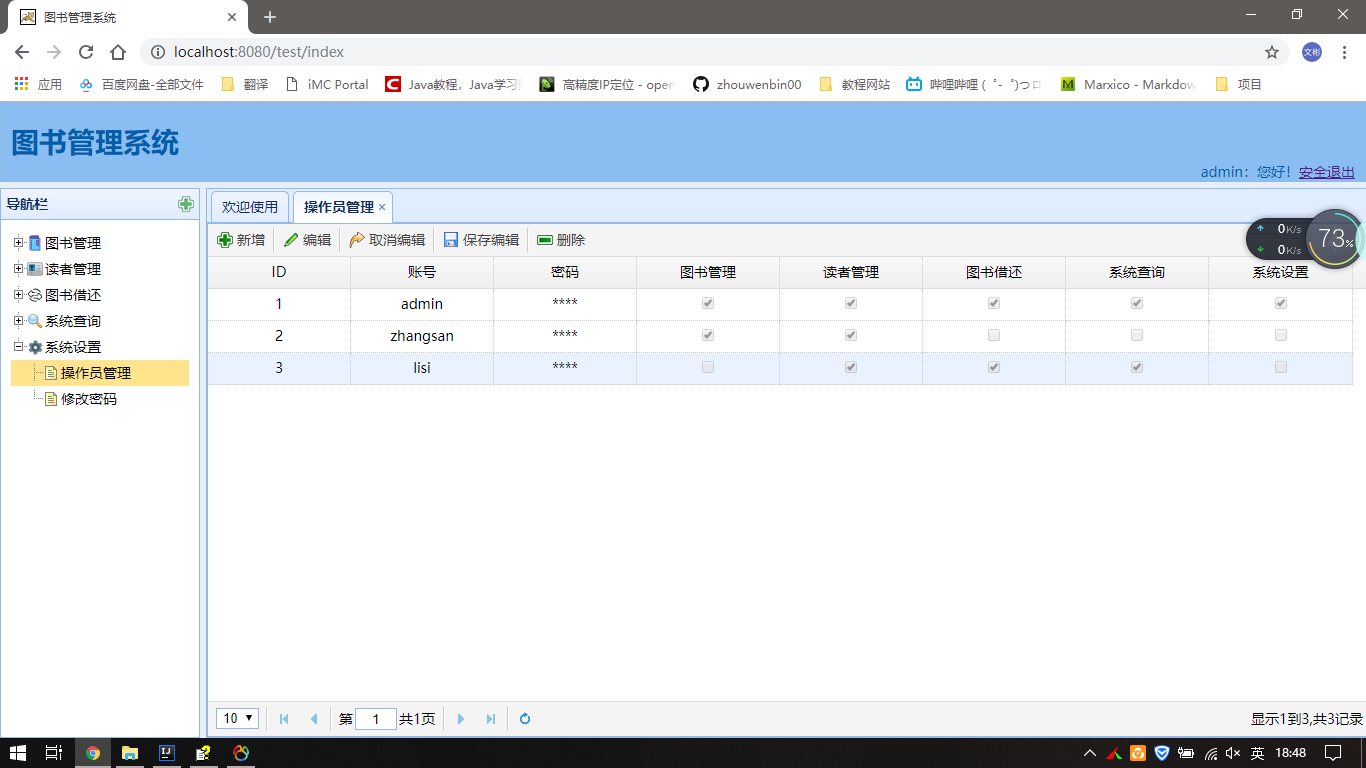 图书管理系统
localhost:8080/test/index
文彬
应用 百度网盘-全部文件 翻译 iMC Portal Java教程，Java学习 高精度IP定位 - open zhouwenbin00 教程网站 哔哩哔哩 ( ゜- ゜)つロ Marxico - Markdow 项目
图书管理系统
admin：您好！安全退出
导航栏
图书管理
读者管理
图书借还
系统查询
系统设置
操作员管理
修改密码
欢迎使用 操作员管理
新增 编辑 取消编辑 保存编辑 删除
0K/s
0K/s
73%
ID 账号 密码 图书管理 读者管理 图书借还 系统查询 系统设置
1 admin ****
2 zhangsan ****
3 lisi ****
10 第 1 共1页 显示1到3,共3记录
英 18:48